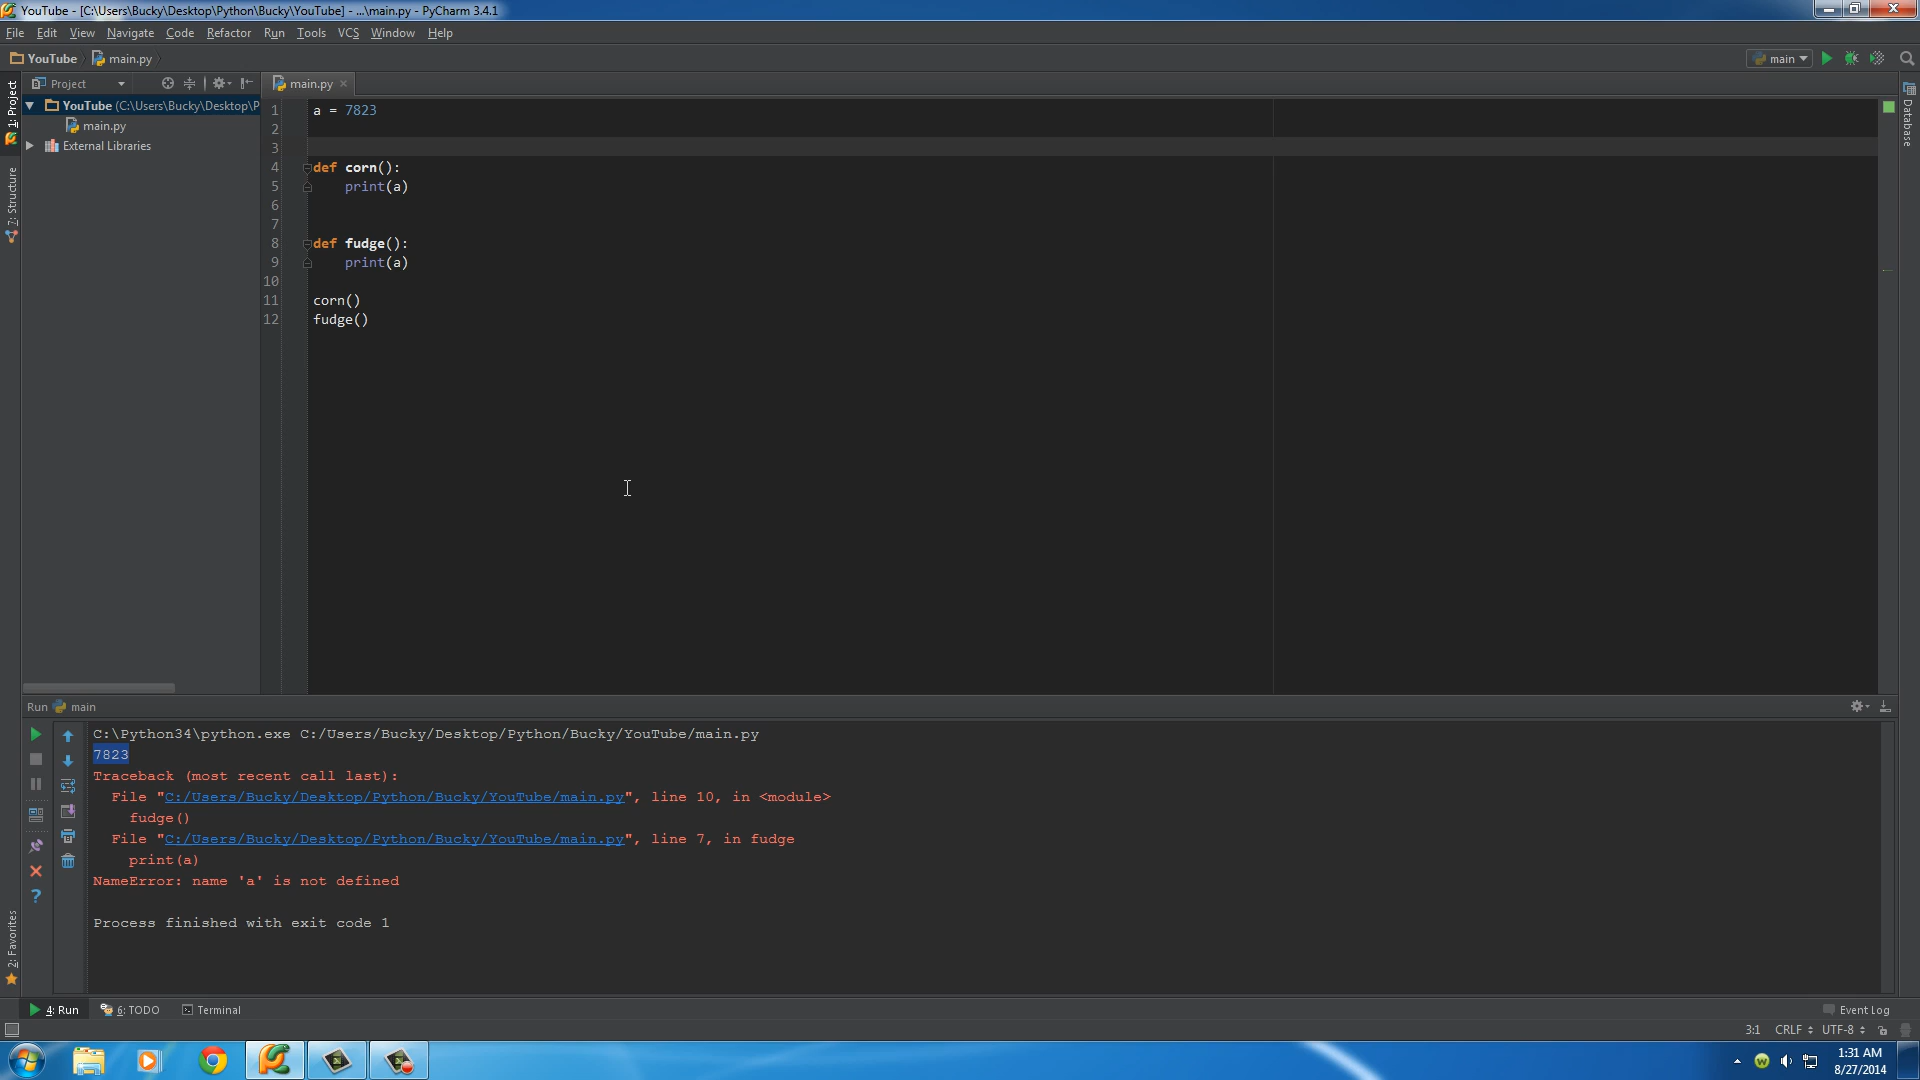 YouTube - [C:\Users\Bucky\Desktop\Python\Bucky\YouTube] - ...\main.py - PyCharm 3.4.1
File Edit View Navigate Code Refactor Run Tools VCS Window Help
YouTube main.py
main
1: Project
7: Structure
2: Favorites
Database
Project
YouTube (C:\Users\Bucky\Desktop\P
main.py
External Libraries
main.py
1 a = 7823
2
3
4 def corn():
5 print(a)
6
7
8 def fudge():
9 print(a)
10
11 corn()
12 fudge()
Run main
C:\Python34\python.exe C:/Users/Bucky/Desktop/Python/Bucky/YouTube/main.py
7823
Traceback (most recent call last):
File "C:/Users/Bucky/Desktop/Python/Bucky/YouTube/main.py", line 10, in <module>
fudge()
File "C:/Users/Bucky/Desktop/Python/Bucky/YouTube/main.py", line 7, in fudge
print(a)
NameError: name 'a' is not defined
Process finished with exit code 1
4: Run 6: TODO Terminal Event Log
3:1 CRLF UTF-8
1:31 AM
8/27/2014